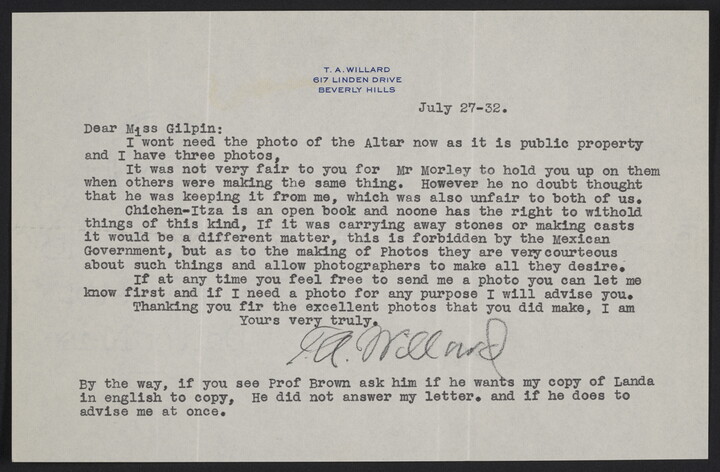 T. A. WILLARD
617 LINDEN DRIVE
BEVERLY HILLS
July 27-32.
Dear Miss Gilpin:
I wont need the photo of the Altar now as it is public property
and I have three photos,
It was not very fair to you for Mr Morley to hold you up on them
when others were making the same thing. However he no doubt thought
that he was keeping it from me, which was also unfair to both of us.
Chichen-Itza is an open book and noone has the right to withold
things of this kind, If it was carrying away stones or making casts
it would be a different matter, this is forbidden by the Mexican
Government, but as to the making of Photos they are verycourteous
about such things and allow photographers to make all they desire.
If at any time you feel free to send me a photo you can let me
know first and if I need a photo for any purpose I will advise you.
Thanking you fir the excellent photos that you did make, I am
Yours very truly.
T.A. Willard
By the way, if you see Prof Brown ask him if he wants my copy of Landa
in english to copy, He did not answer my letter. and if he does to
advise me at once.